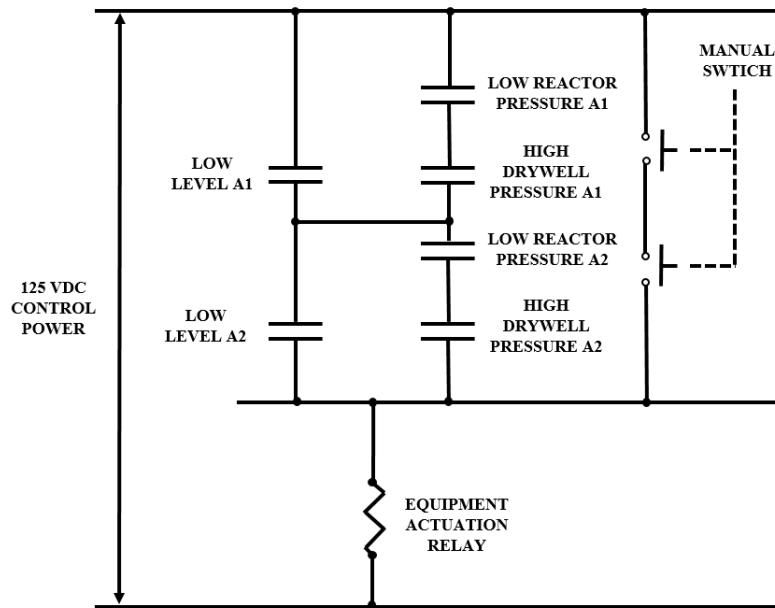 MANUAL
SWTICH
LOW REACTOR
PRESSURE A1
LOW
LEVEL A1
HIGH
DRYWELL
PRESSURE A1
LOW REACTOR
PRESSURE A2
125 VDC
CONTROL
POWER
LOW
LEVEL A2
HIGH
DRYWELL
PRESSURE A2
EQUIPMENT
ACTUATION
RELAY